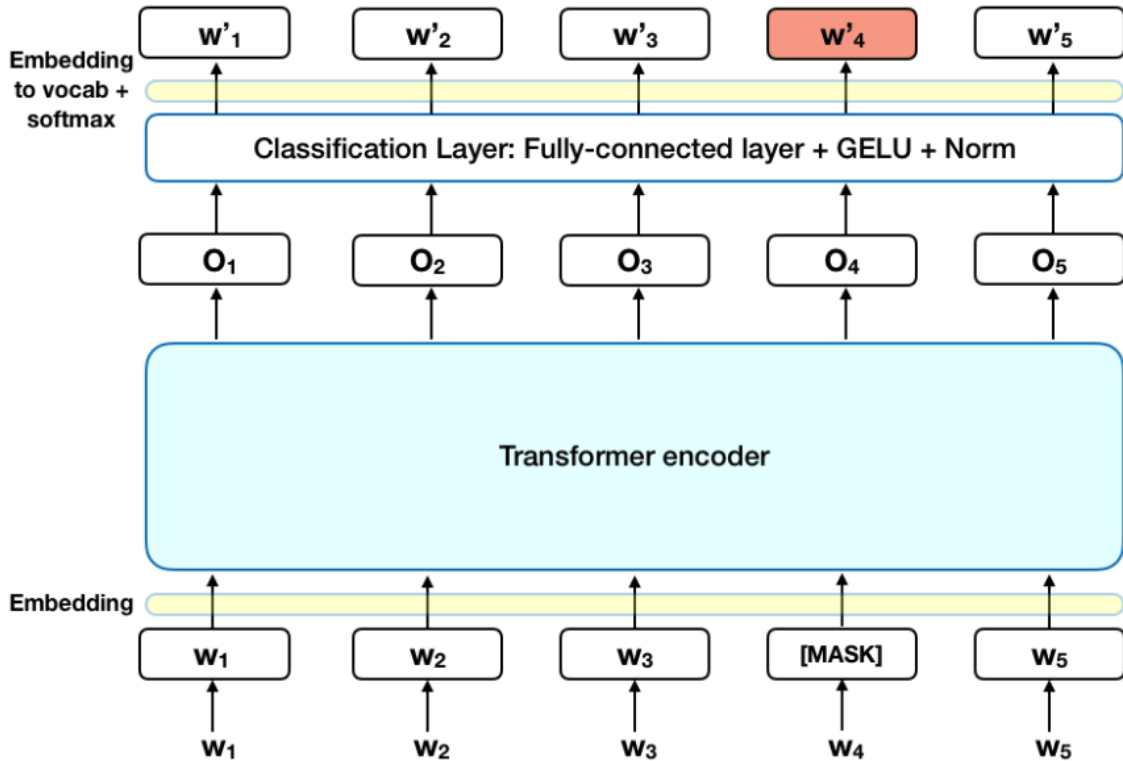 w'1 w'2 w'3 w'4 w'5
Embedding
to vocab +
softmax
Classification Layer: Fully-connected layer + GELU + Norm
O1 O2 O3 O4 O5
Transformer encoder
Embedding
w1 w2 w3 [MASK] w5
w1 w2 w3 w4 w5